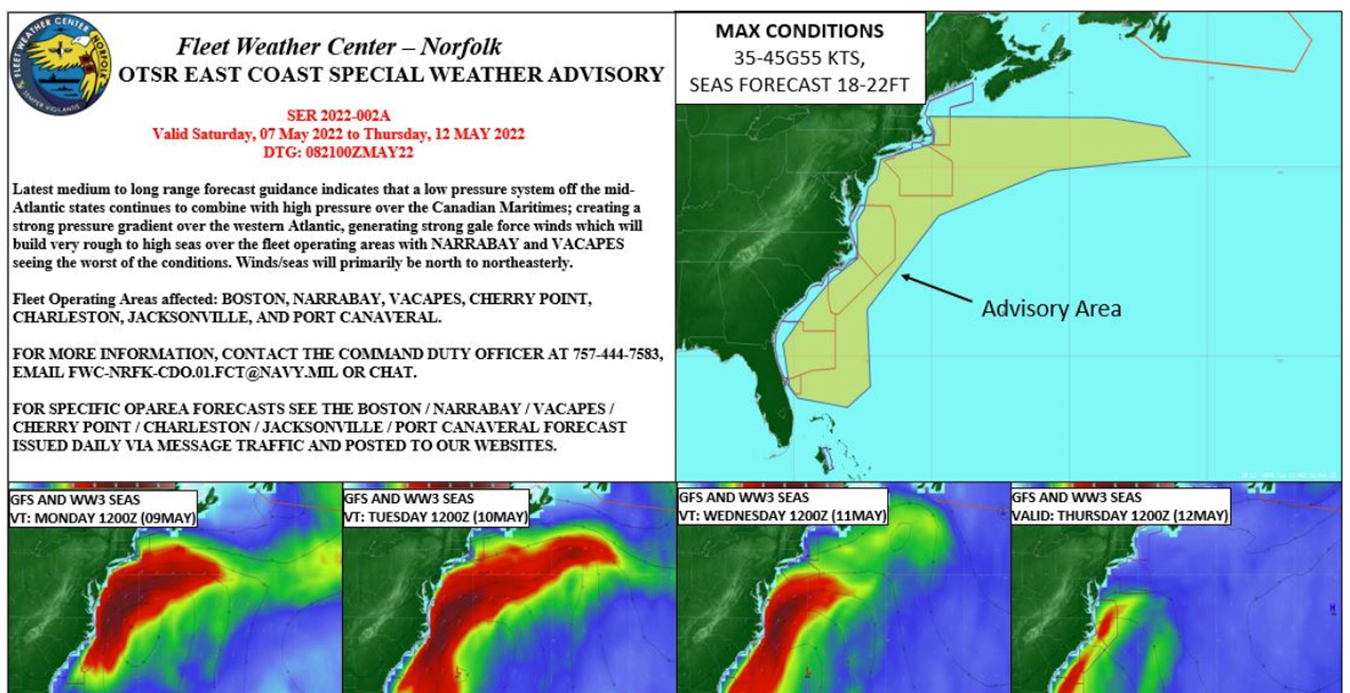 Fleet Weather Center – Norfolk
OTSR EAST COAST SPECIAL WEATHER ADVISORY
FLEET WEATHER CENTER NORFOLK
SEMPER VIGILANTIS
SER 2022-002A
Valid Saturday, 07 May 2022 to Thursday, 12 MAY 2022
DTG: 082100ZMAY22
Latest medium to long range forecast guidance indicates that a low pressure system off the mid-
Atlantic states continues to combine with high pressure over the Canadian Maritimes; creating a
strong pressure gradient over the western Atlantic, generating strong gale force winds which will
build very rough to high seas over the fleet operating areas with NARRABAY and VACAPES
seeing the worst of the conditions. Winds/seas will primarily be north to northeasterly.
Fleet Operating Areas affected: BOSTON, NARRABAY, VACAPES, CHERRY POINT,
CHARLESTON, JACKSONVILLE, AND PORT CANAVERAL.
FOR MORE INFORMATION, CONTACT THE COMMAND DUTY OFFICER AT 757-444-7583,
EMAIL FWC-NRFK-CDO.01.FCT@NAVY.MIL OR CHAT.
FOR SPECIFIC OPAREA FORECASTS SEE THE BOSTON / NARRABAY / VACAPES /
CHERRY POINT / CHARLESTON / JACKSONVILLE / PORT CANAVERAL FORECAST
ISSUED DAILY VIA MESSAGE TRAFFIC AND POSTED TO OUR WEBSITES.
MAX CONDITIONS
35-45G55 KTS,
SEAS FORECAST 18-22FT
Advisory Area
GFS AND WW3 SEAS
VT: MONDAY 1200Z (09MAY)
GFS AND WW3 SEAS
VT: TUESDAY 1200Z (10MAY)
GFS AND WW3 SEAS
VT: WEDNESDAY 1200Z (11MAY)
GFS AND WW3 SEAS
VALID: THURSDAY 1200Z (12MAY)
H